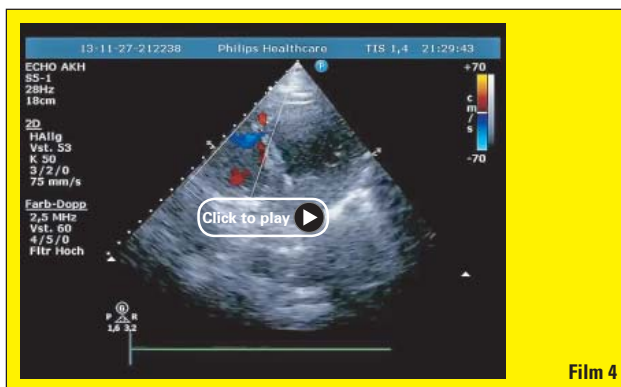 13-11-27-212238 Philips Healthcare TIS 1,4 21:29:43
ECHO AKH
S5-1
28Hz
18cm
2D
HAllg
Vst. 53
K 50
3/2/0
75 mm/s
Farb-Dopp
2,5 MHz
Vst. 60
4/5/0
Fltr Hoch
P
+70
c
m
/
s
-70
Click to play
G
P R
1,6 3,2
Film 4